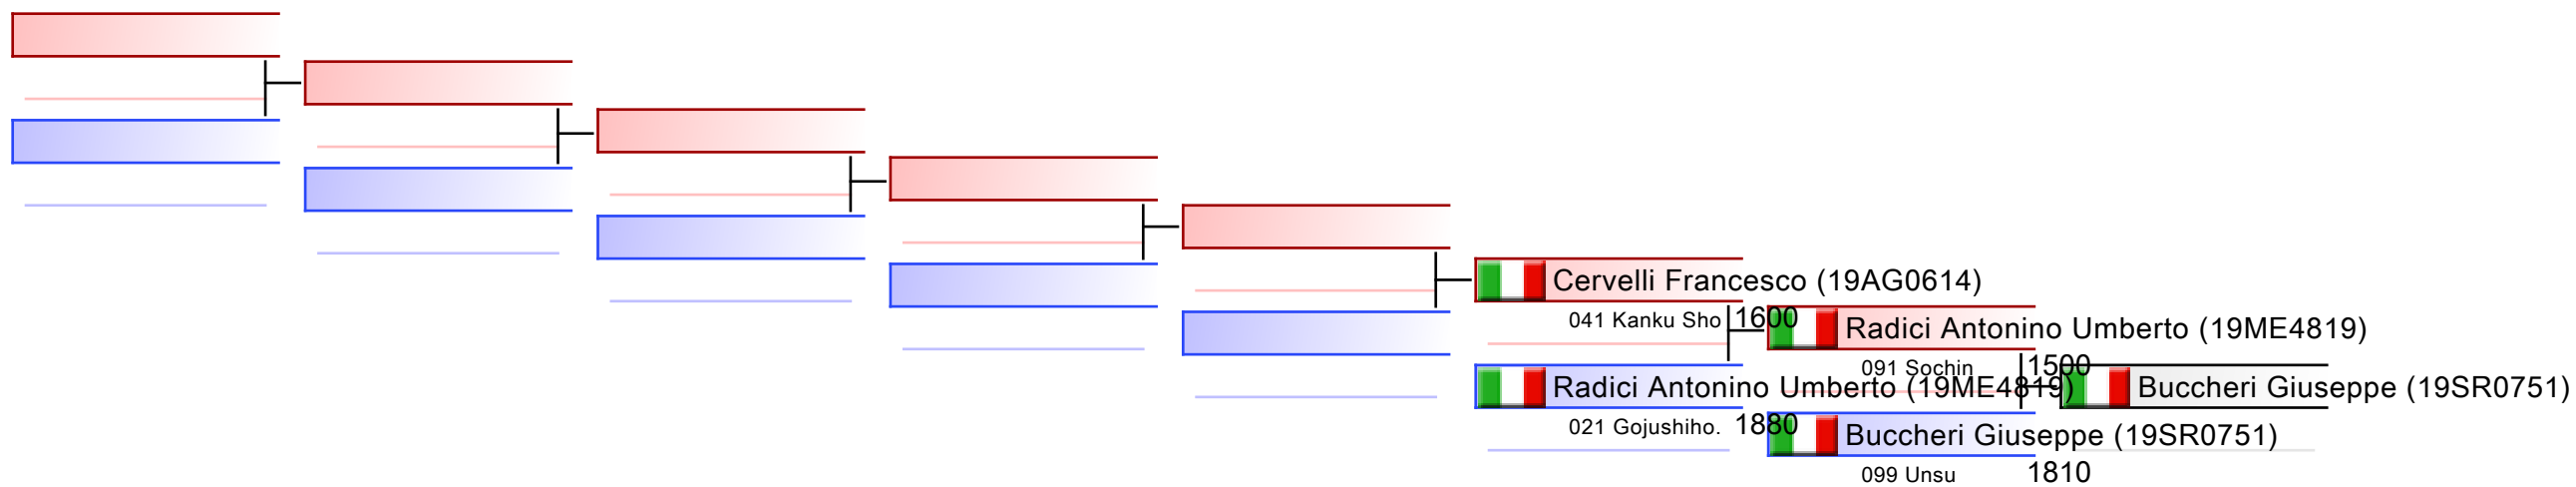 Cervelli Francesco (19AG0614)
041 Kanku Sho 1600
Radici Antonino Umberto (19ME4819)
021 Gojushiho. 1880
Radici Antonino Umberto (19ME4819)
091 Sochin 1500
Buccheri Giuseppe (19SR0751)
099 Unsu 1810
Buccheri Giuseppe (19SR0751)